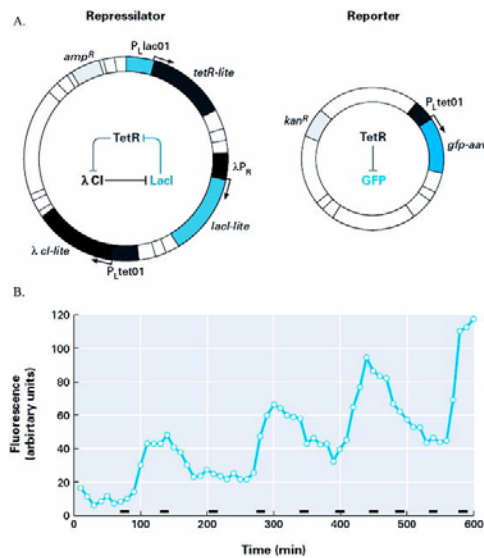 A.
Repressilator
Reporter
P_L lac01
amp^R
tetR-lite
TetR
λ CI
LacI
λP_R
lacI-lite
λ cI-lite
P_L tet01
P_L tet01
kan^R
TetR
GFP
gfp-aav
B.
Fluorescence
(arbirtary units)
120
100
80
60
40
20
0
0
100
200
300
400
500
600
Time (min)